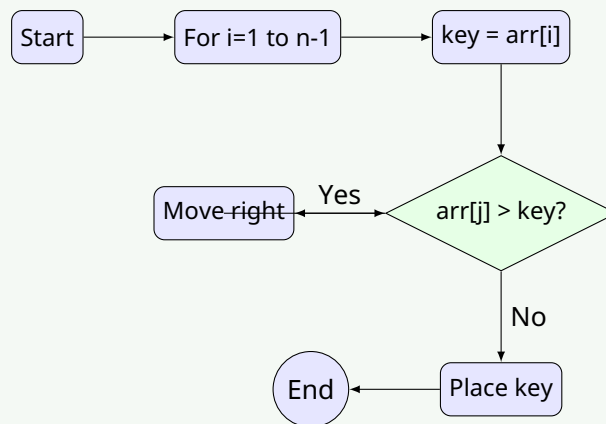 Start
For i=1 to n-1
key = arr[i]
Move right
Yes
arr[j] > key?
No
End
Place key